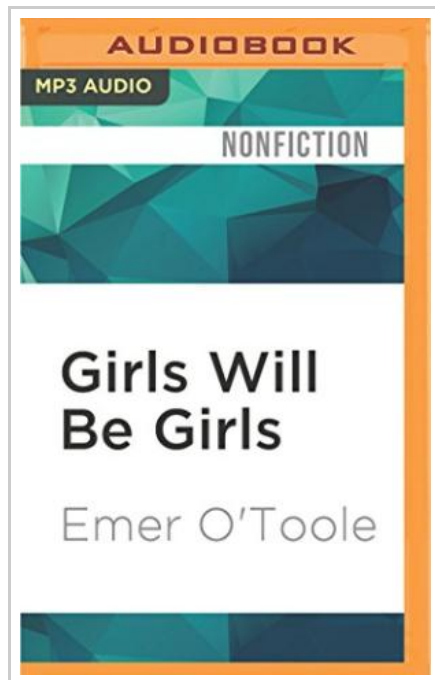 AUDIOBOOK
MP3 AUDIO
NONFICTION
Girls Will
Be Girls
Emer O'Toole